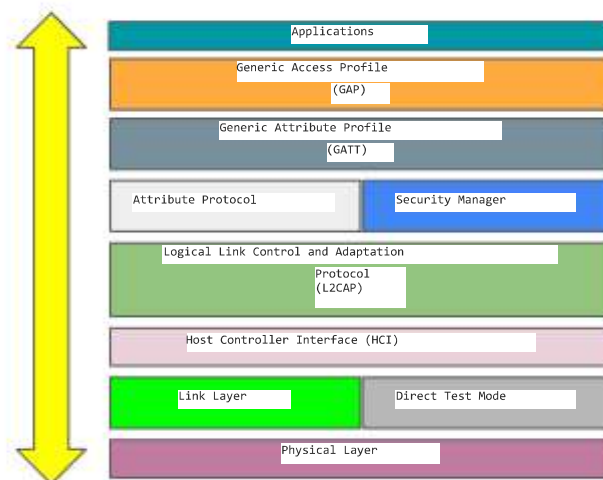 Applications
Generic Access Profile
(GAP)
Generic Attribute Profile
(GATT)
Attribute Protocol
Security Manager
Logical Link Control and Adaptation
Protocol
(L2CAP)
Host Controller Interface (HCI)
Link Layer
Direct Test Mode
Physical Layer